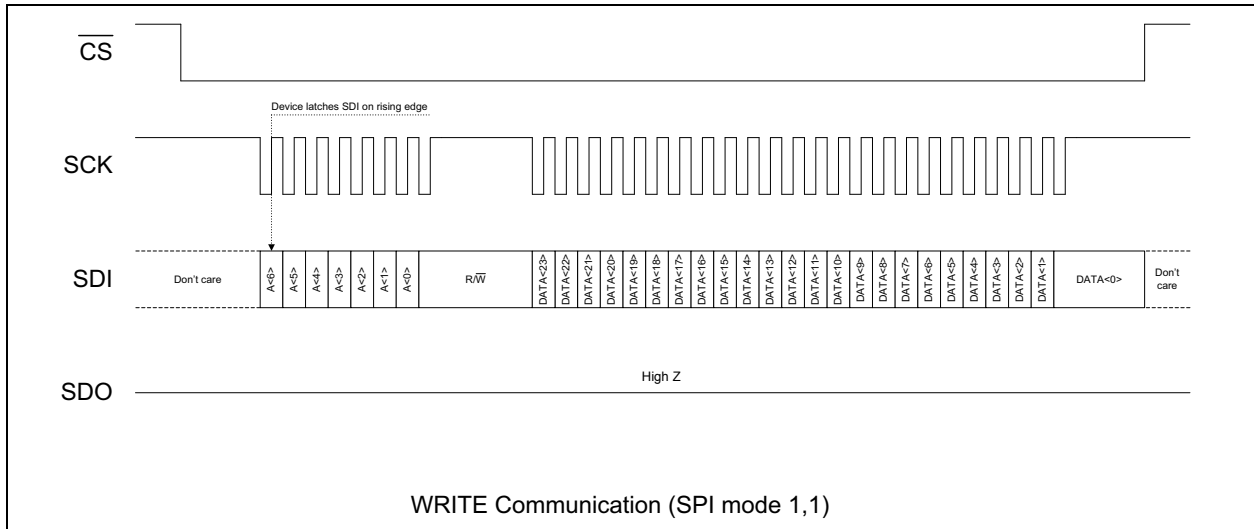 CS
Device latches SDI on rising edge
SCK
SDI
Don't care
A<6>
A<5>
A<4>
A<3>
A<2>
A<1>
A<0>
R/W
DATA<23>
DATA<22>
DATA<21>
DATA<20>
DATA<19>
DATA<18>
DATA<17>
DATA<16>
DATA<15>
DATA<14>
DATA<13>
DATA<12>
DATA<11>
DATA<10>
DATA<9>
DATA<8>
DATA<7>
DATA<6>
DATA<5>
DATA<4>
DATA<3>
DATA<2>
DATA<1>
DATA<0>
Don't
care
SDO
High Z
WRITE Communication (SPI mode 1,1)